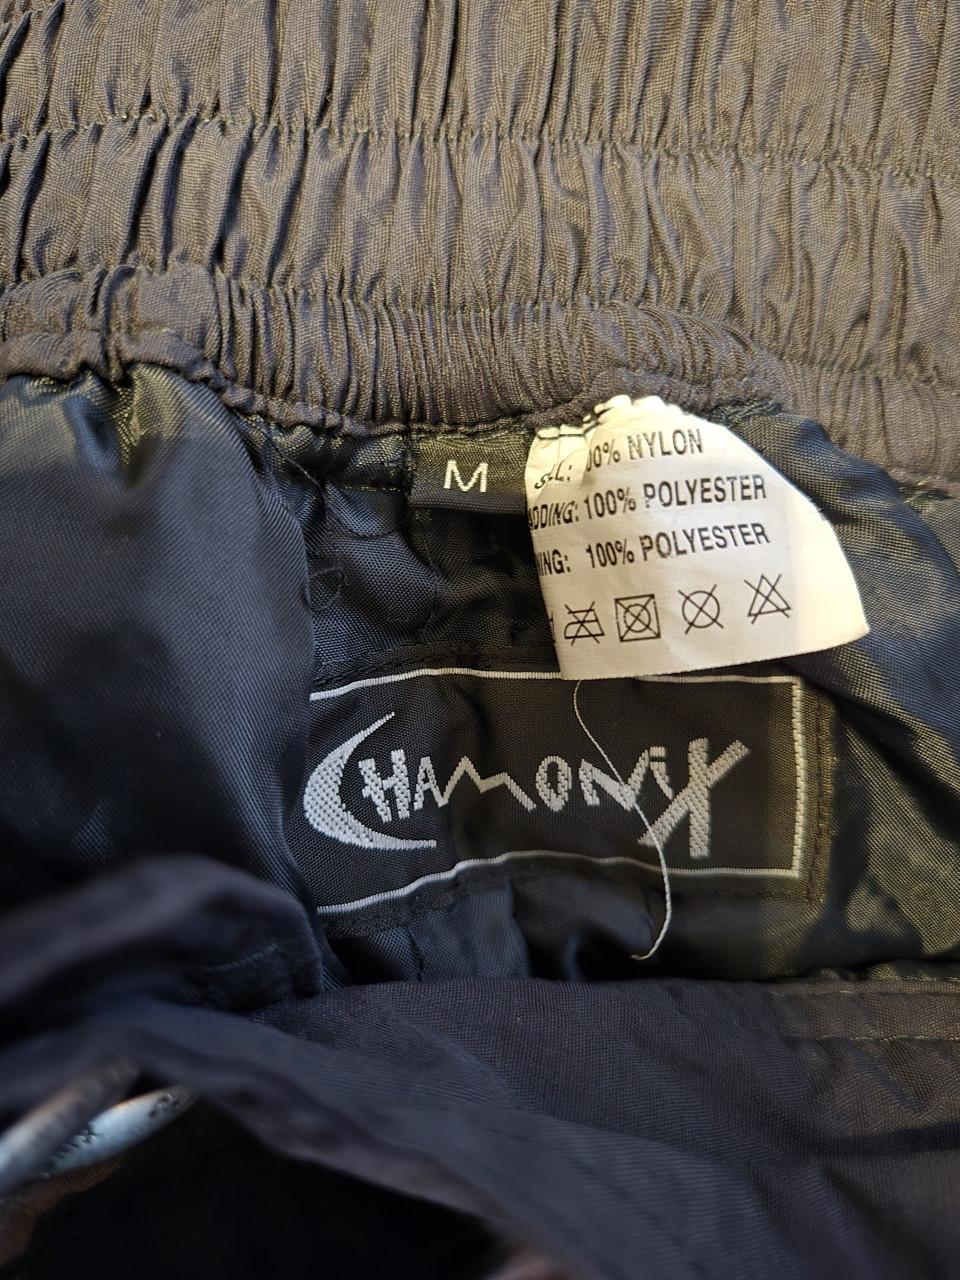 M
00% NYLON
ADDING: 100% POLYESTER
NING: 100% POLYESTER
CHAMONIX